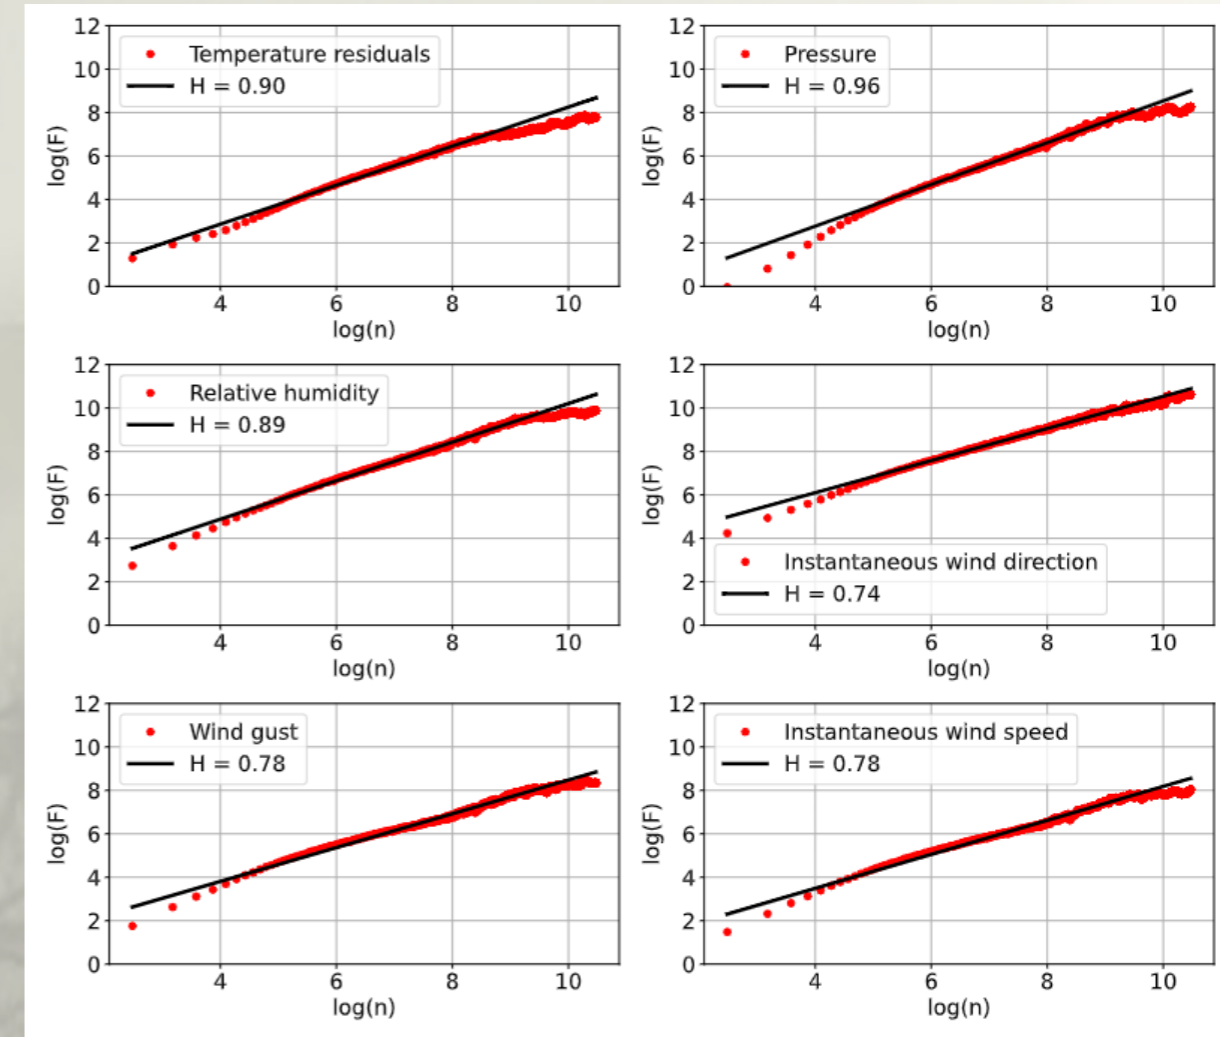 12
10
8
6
4
2
0
log(F)
Temperature residuals
H = 0.90
4 6 8 10
log(n)
12
10
8
6
4
2
0
log(F)
Pressure
H = 0.96
4 6 8 10
log(n)
12
10
8
6
4
2
0
log(F)
Relative humidity
H = 0.89
4 6 8 10
log(n)
12
10
8
6
4
2
0
log(F)
Instantaneous wind direction
H = 0.74
4 6 8 10
log(n)
12
10
8
6
4
2
0
log(F)
Wind gust
H = 0.78
4 6 8 10
log(n)
12
10
8
6
4
2
0
log(F)
Instantaneous wind speed
H = 0.78
4 6 8 10
log(n)